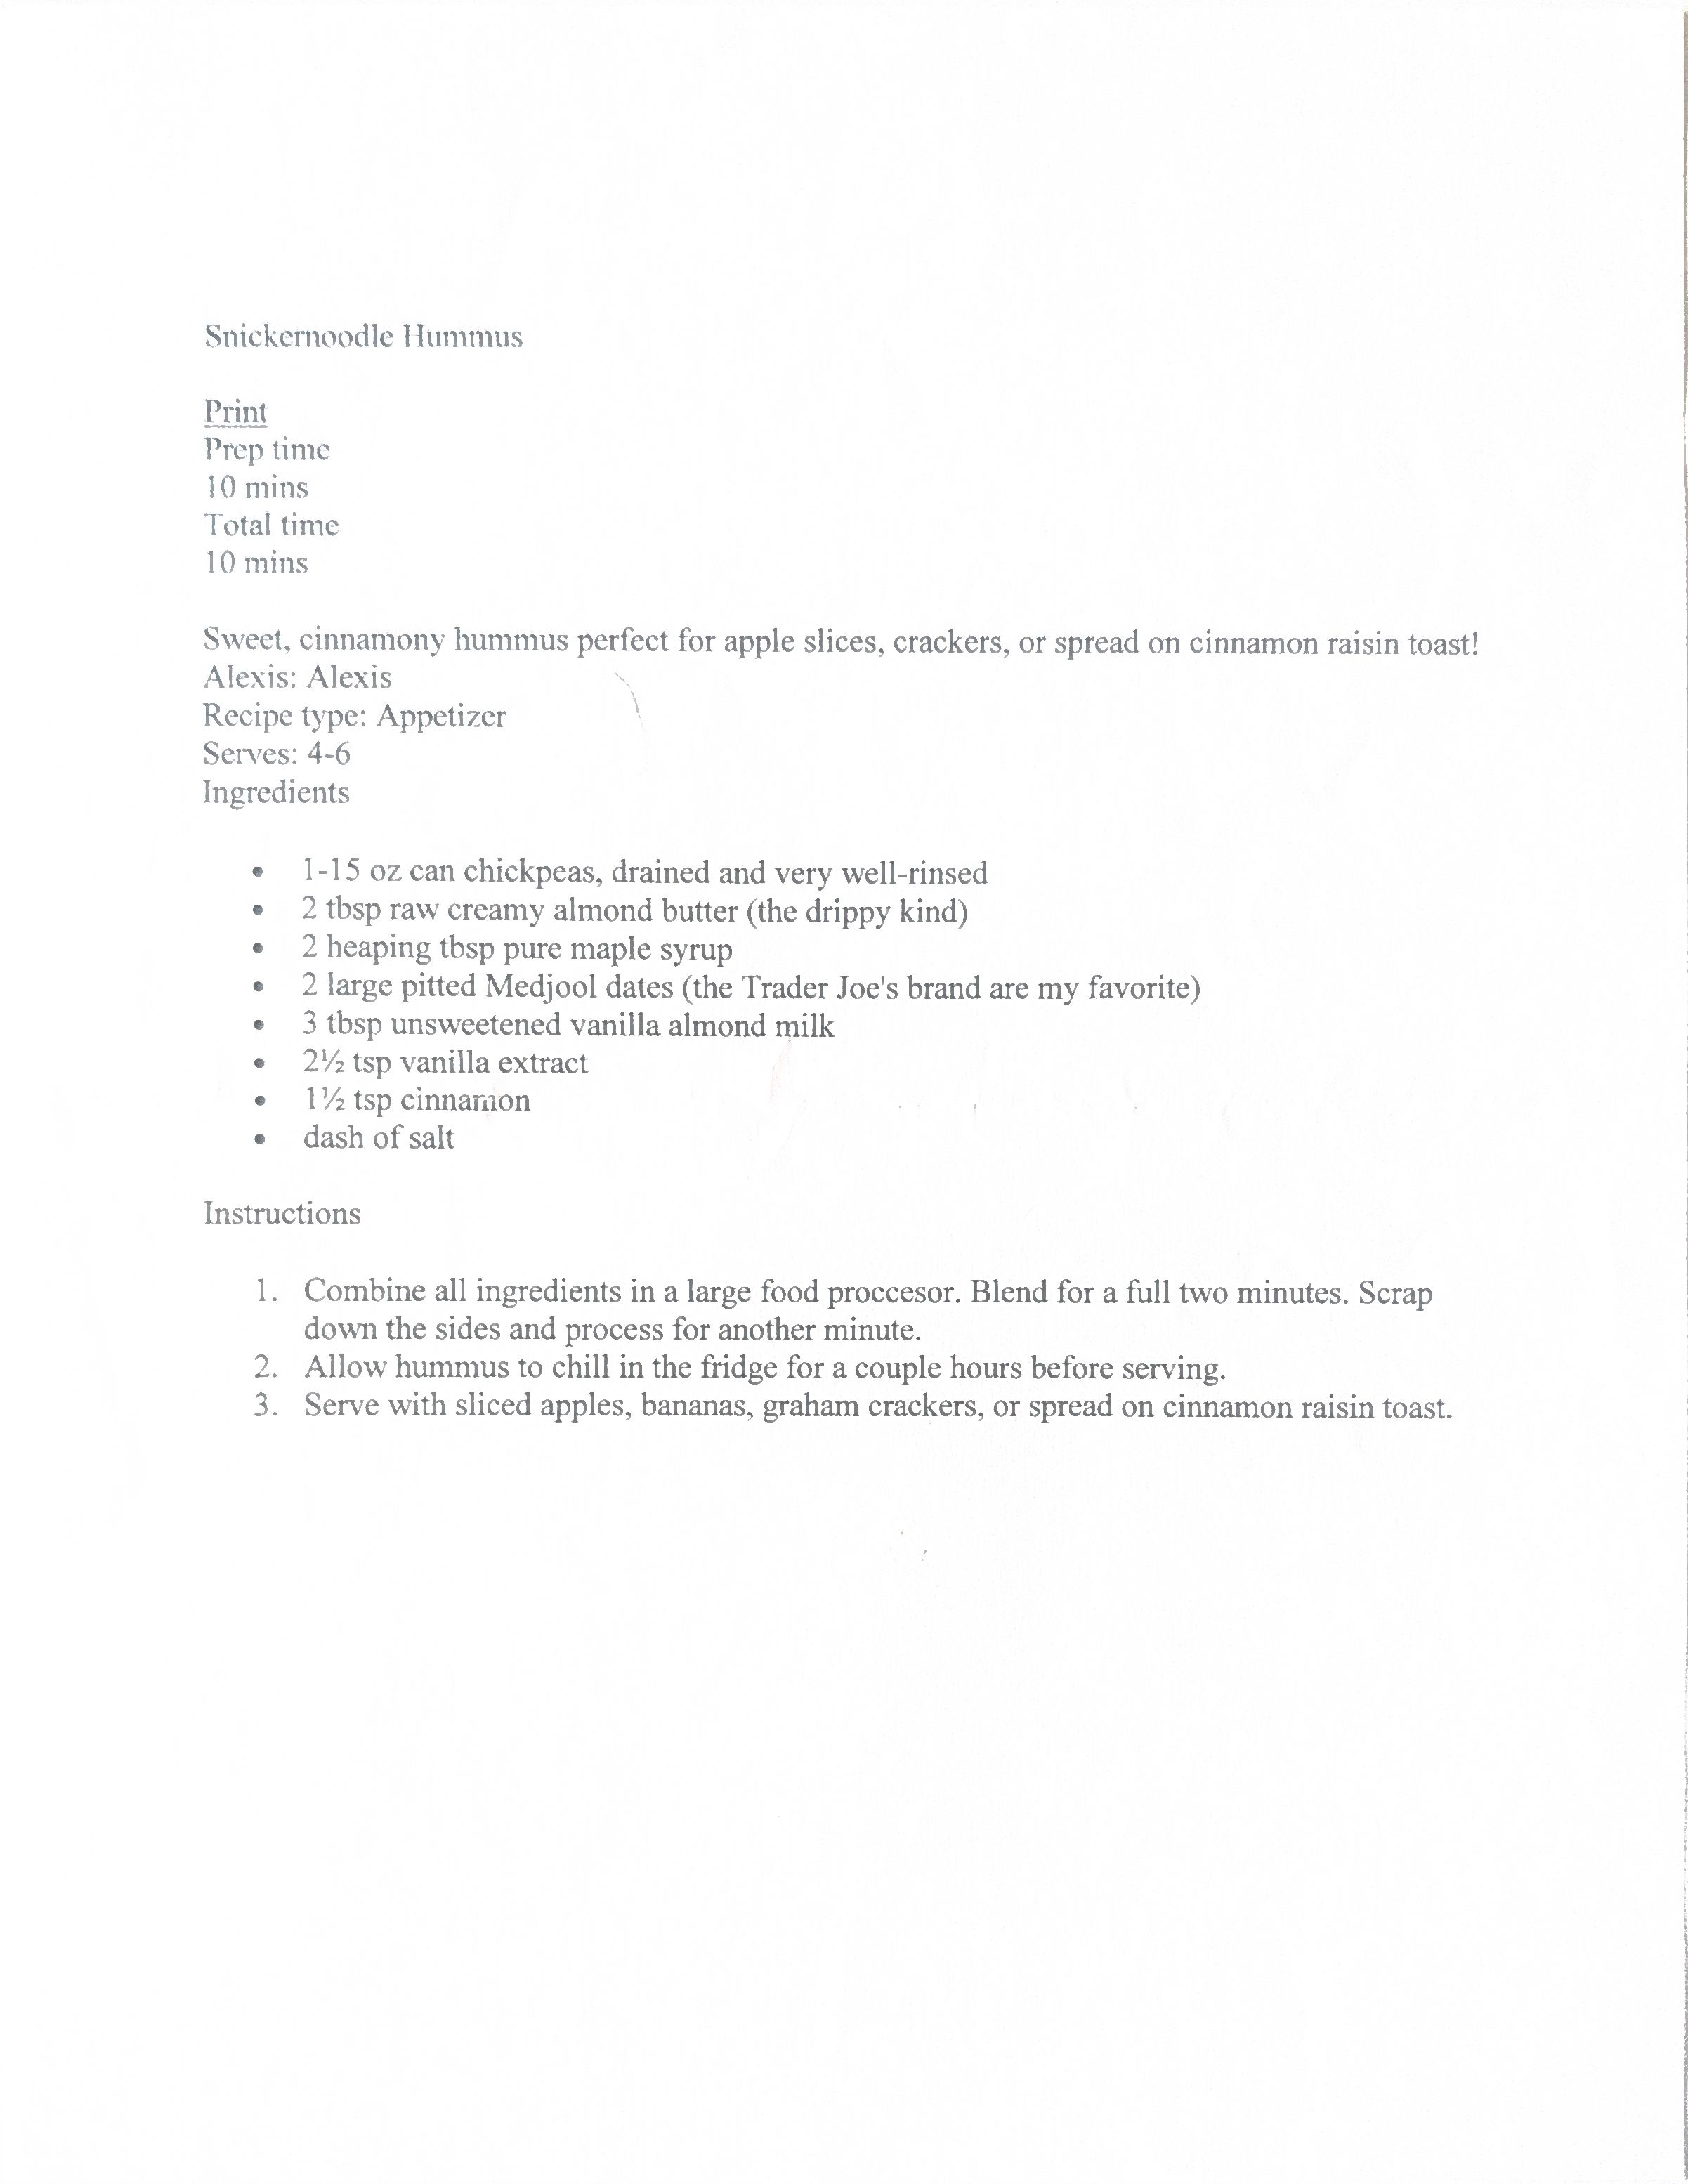 Snickernoodle Hummus
Print
Prep time
10 mins
Total time
10 mins
Sweet, cinnamony hummus perfect for apple slices, crackers, or spread on cinnamon raisin toast!
Alexis: Alexis
Recipe type: Appetizer
Serves: 4-6
Ingredients
• 1-15 oz can chickpeas, drained and very well-rinsed
• 2 tbsp raw creamy almond butter (the drippy kind)
• 2 heaping tbsp pure maple syrup
• 2 large pitted Medjool dates (the Trader Joe's brand are my favorite)
• 3 tbsp unsweetened vanilla almond milk
• 2½ tsp vanilla extract
• 1½ tsp cinnamon
• dash of salt
Instructions
1. Combine all ingredients in a large food proccesor. Blend for a full two minutes. Scrap
down the sides and process for another minute.
2. Allow hummus to chill in the fridge for a couple hours before serving.
3. Serve with sliced apples, bananas, graham crackers, or spread on cinnamon raisin toast.